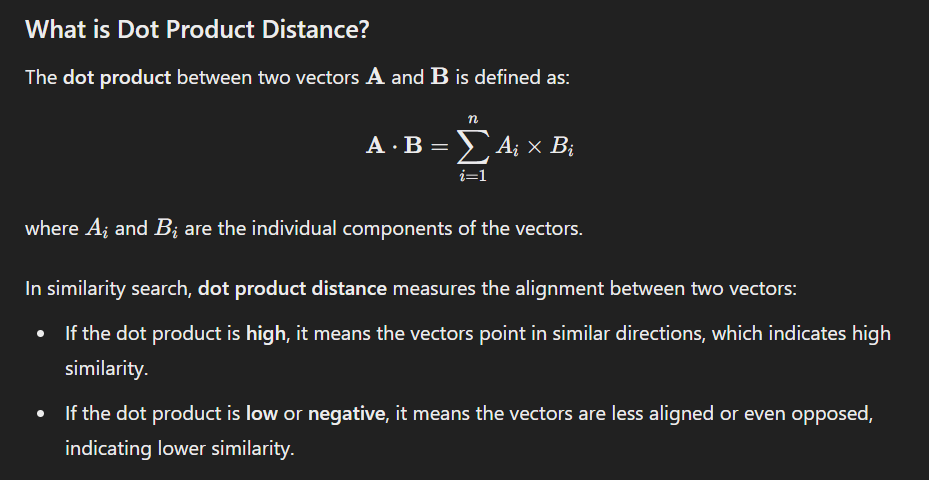 What is Dot Product Distance?
The dot product between two vectors A and B is defined as:
A · B = ∑ⁿᵢ₌₁ Aᵢ × Bᵢ
where Aᵢ and Bᵢ are the individual components of the vectors.
In similarity search, dot product distance measures the alignment between two vectors:
• If the dot product is high, it means the vectors point in similar directions, which indicates high
similarity.
• If the dot product is low or negative, it means the vectors are less aligned or even opposed,
indicating lower similarity.